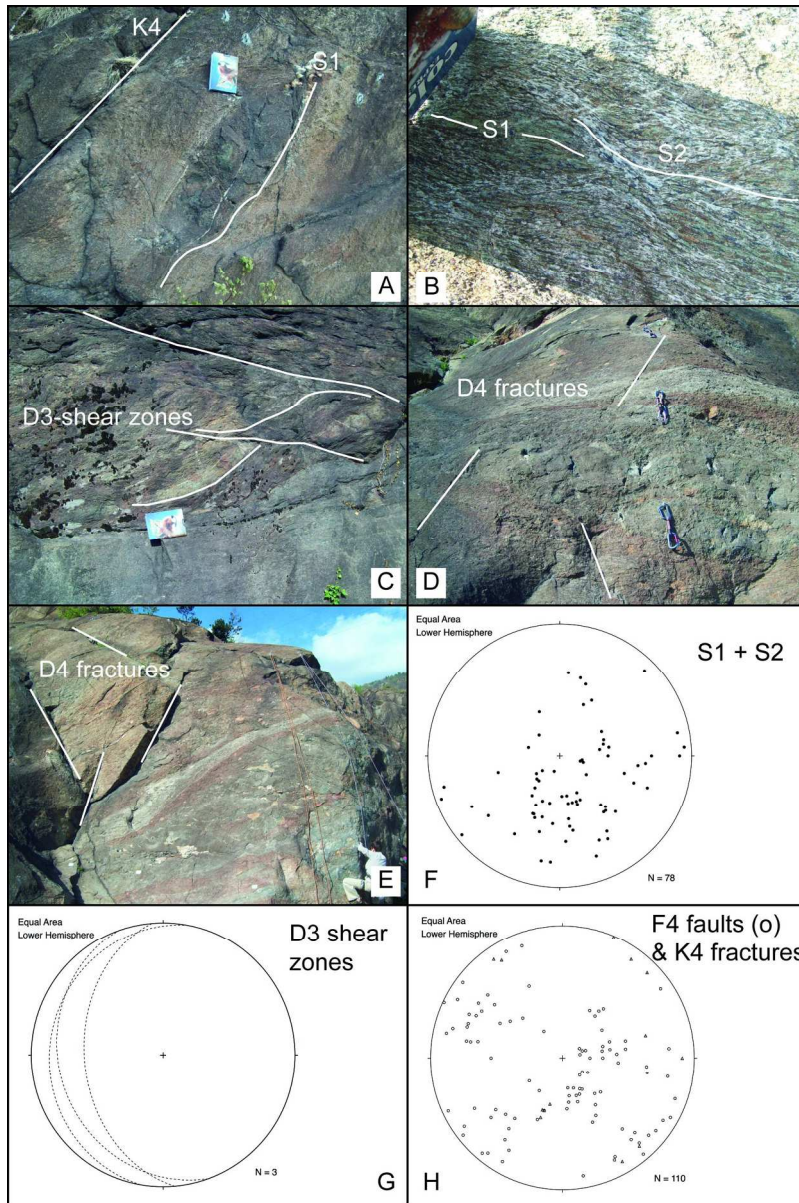 K4
S1
A
S1
S2
B
D3-shear zones
C
D4 fractures
D
D4 fractures
E
Equal Area
Lower Hemisphere
S1 + S2
N = 78
F
Equal Area
Lower Hemisphere
D3 shear
zones
N = 3
G
Equal Area
Lower Hemisphere
F4 faults (o)
& K4 fractures
N = 110
H